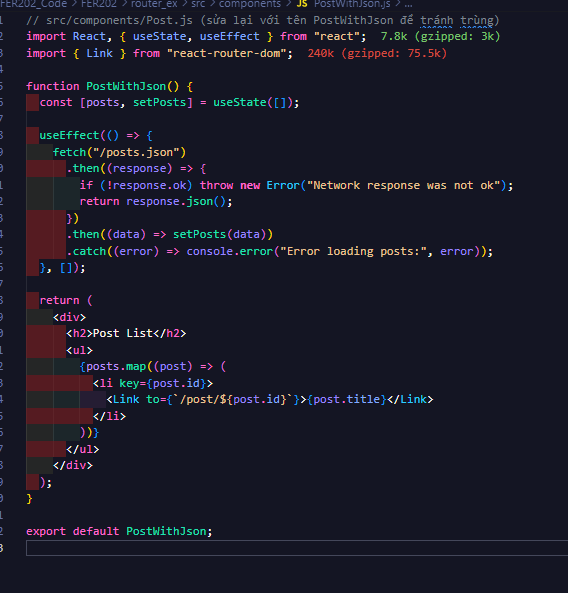 FER202_Code > FER202 > router_ex > src > components > JS PostWithJson.js > ...
// src/components/Post.js (sửa lại với tên PostWithJson để tránh trùng)
import React, { useState, useEffect } from "react";  7.8k (gzipped: 3k)
import { Link } from "react-router-dom";  240k (gzipped: 75.5k)
function PostWithJson() {
  const [posts, setPosts] = useState([]);
  useEffect(() => {
    fetch("/posts.json")
      .then((response) => {
        if (!response.ok) throw new Error("Network response was not ok");
        return response.json();
      })
      .then((data) => setPosts(data))
      .catch((error) => console.error("Error loading posts:", error));
  }, []);
  return (
    <div>
      <h2>Post List</h2>
      <ul>
        {posts.map((post) => (
          <li key={post.id}>
            <Link to={`/post/${post.id}`}>{post.title}</Link>
          </li>
        ))}
      </ul>
    </div>
  );
}
export default PostWithJson;